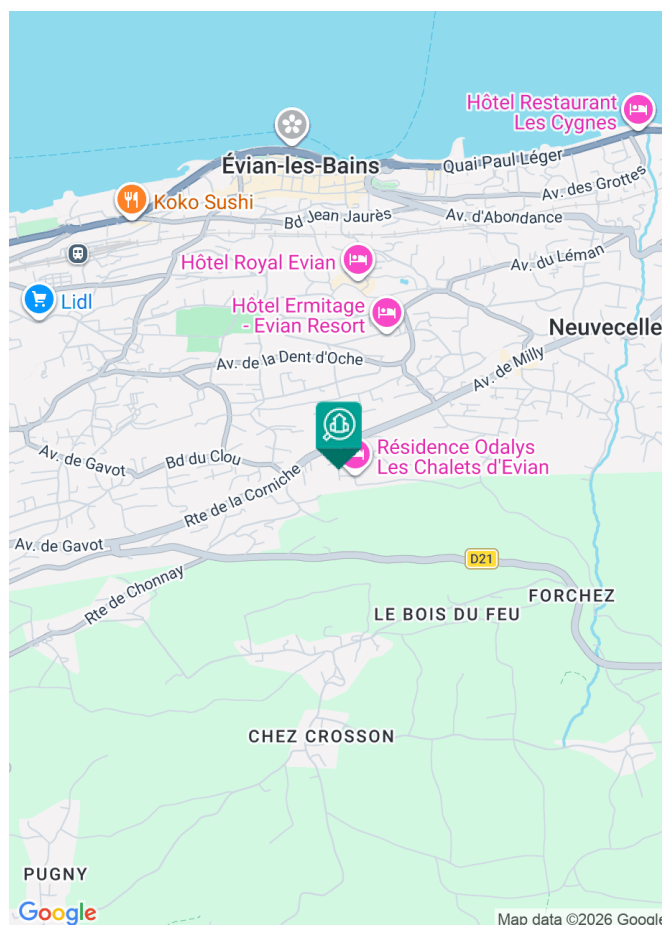 Hôtel Restaurant
Les Cygnes
Évian-les-Bains
Quai Paul Léger
Av. des Grottes
Koko Sushi
Bd Jean Jaurès
Av. d'Abondance
Hôtel Royal Evian
Av. du Léman
Lidl
Hôtel Ermitage
- Evian Resort
Neuvecelle
Av. de la Dent d'Oche
Av. de Milly
Résidence Odalys
Les Chalets d'Evian
Av. de Gavot
Bd du Clou
Rte de la Corniche
Av. de Gavot
D21
Rte de Chonnay
FORCHEZ
LE BOIS DU FEU
CHEZ CROSSON
PUGNY
Google
Map data ©2026 Google